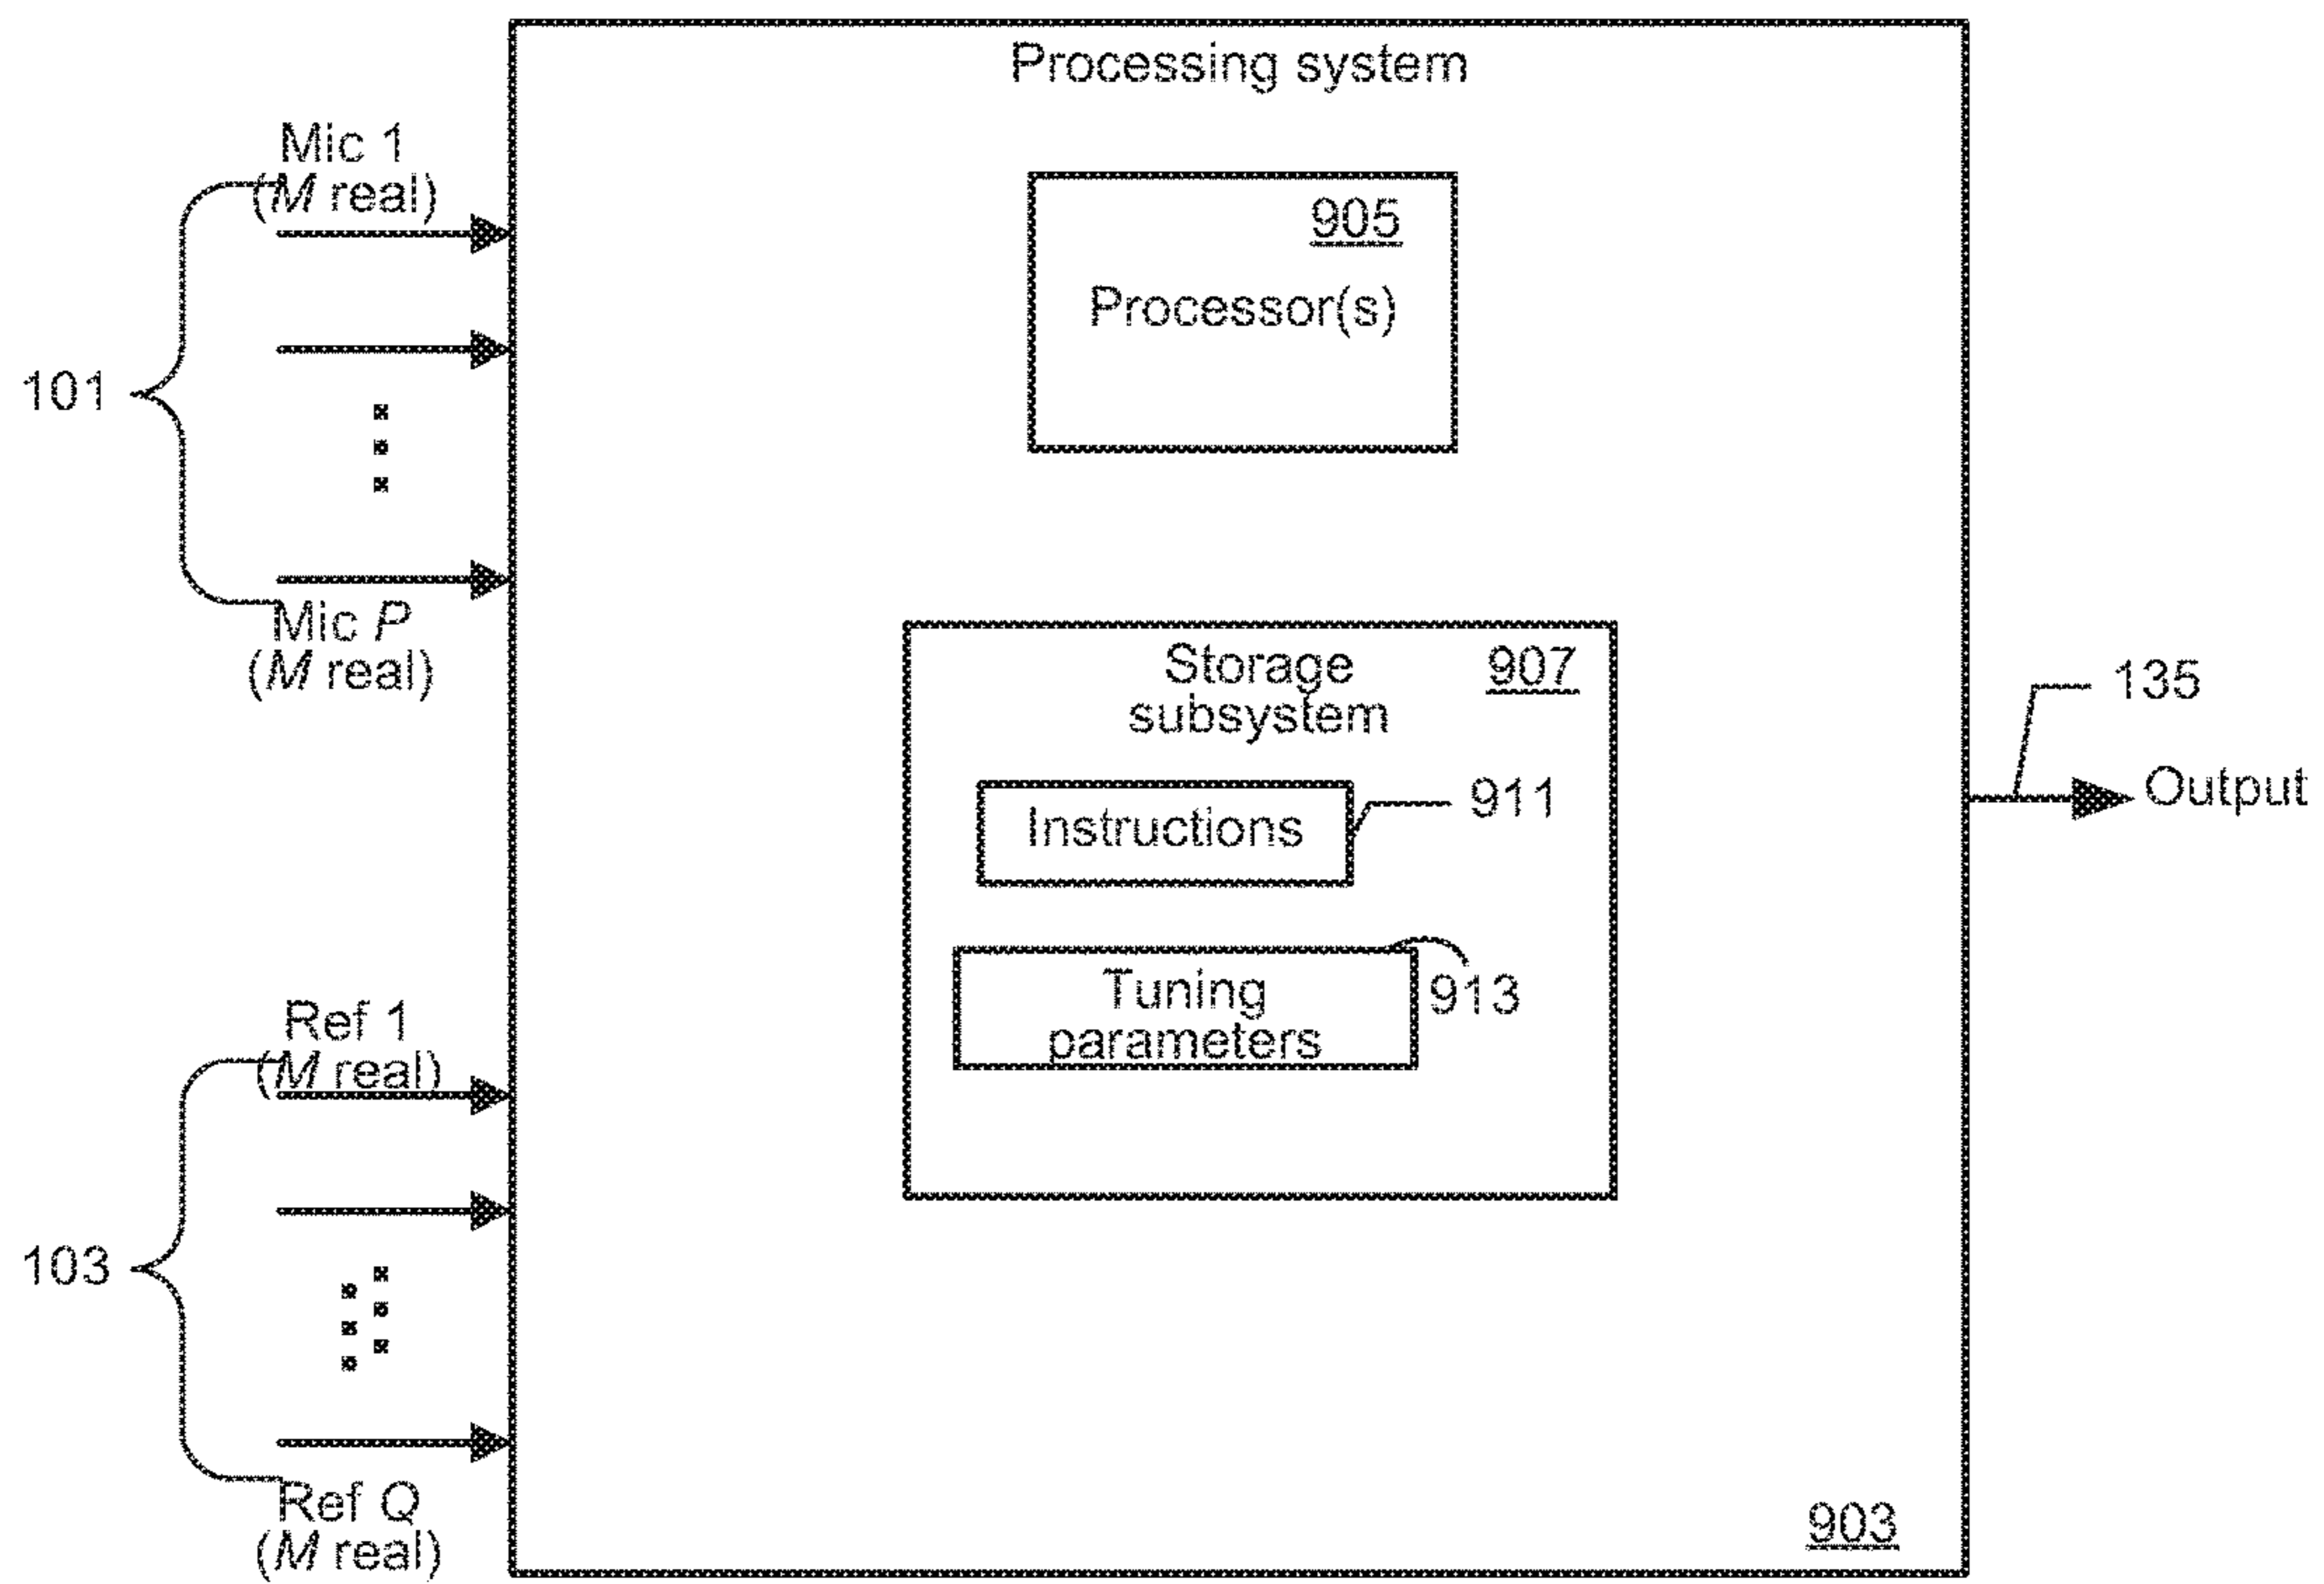 Processing system
Mic 1
(M real)
101
Mic P
(M real)
905
Processor(s)
Storage
subsystem
907
Instructions
911
Tuning
parameters
913
135
Output
Ref 1
(M real)
103
Ref Q
(M real)
903